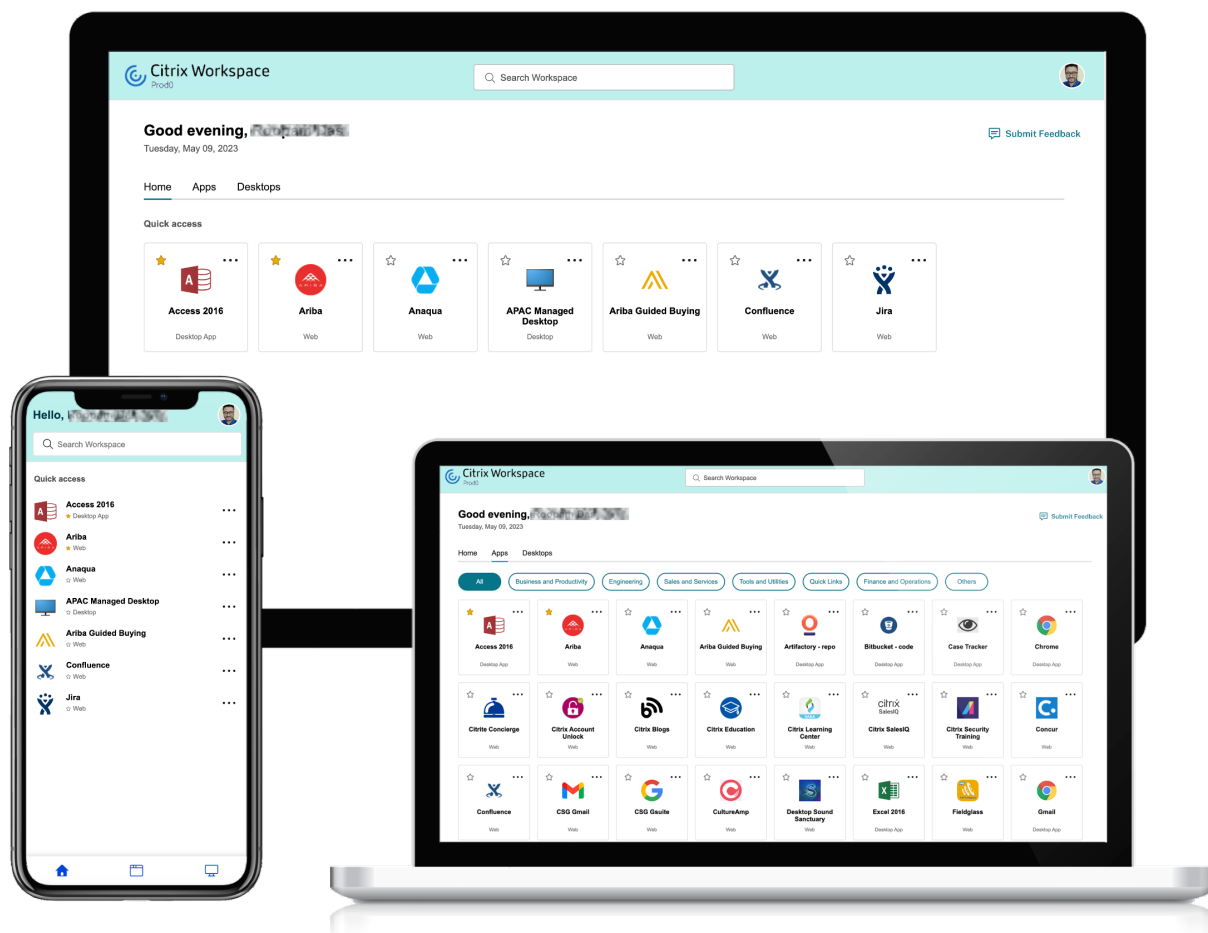 Citrix Workspace
Prod0
Search Workspace
Good evening,
Tuesday, May 09, 2023
Submit Feedback
Home Apps Desktops
Quick access
Access 2016
Desktop App
ARIBA
Ariba
Web
Anaqua
Web
APAC Managed
Desktop
Desktop
Ariba Guided Buying
Web
Confluence
Web
Jira
Web
Hello,
Search Workspace
Quick access
Access 2016
Desktop App
Ariba
Web
Anaqua
Web
APAC Managed Desktop
Desktop
Ariba Guided Buying
Web
Confluence
Web
Jira
Web
Citrix Workspace
Prod0
Search Workspace
Good evening,
Tuesday, May 09, 2023
Submit Feedback
Home Apps Desktops
All Business and Productivity Engineering Sales and Services Tools and Utilities Quick Links Finance and Operations Others
Access 2016
Desktop App
Ariba
Web
Anaqua
Web
Ariba Guided Buying
Web
Artifactory - repo
Desktop App
Bitbucket - code
Desktop App
Case Tracker
Desktop App
Chrome
Desktop App
Citrite Concierge
Web
Citrix Account
Unlock
Web
Citrix Blogs
Web
Citrix Education
Web
Citrix Learning
Center
Web
citrix
SalesIQ
Citrix SalesIQ
Web
Citrix Security
Training
Web
C.
Concur
Web
Confluence
Web
CSG Gmail
Web
CSG Gsuite
Web
CultureAmp
Web
Desktop Sound
Sanctuary
Web
Excel 2016
Desktop App
Fieldglass
Web
Gmail
Desktop App